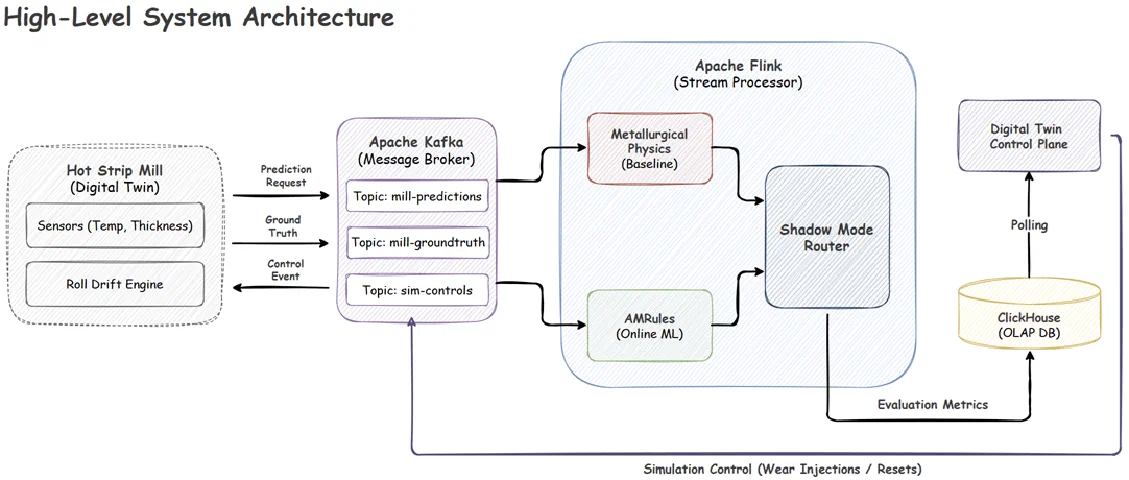 High-Level System Architecture
Hot Strip Mill
(Digital Twin)
Sensors (Temp, Thickness)
Roll Drift Engine
Prediction
Request
Ground
Truth
Control
Event
Apache Kafka
(Message Broker)
Topic: mill-predictions
Topic: mill-groundtruth
Topic: sim-controls
Apache Flink
(Stream Processor)
Metallurgical
Physics
(Baseline)
AMRules
(Online ML)
Shadow Mode
Router
Digital Twin
Control Plane
Polling
ClickHouse
(OLAP DB)
Evaluation Metrics
Simulation Control (Wear Injections / Resets)